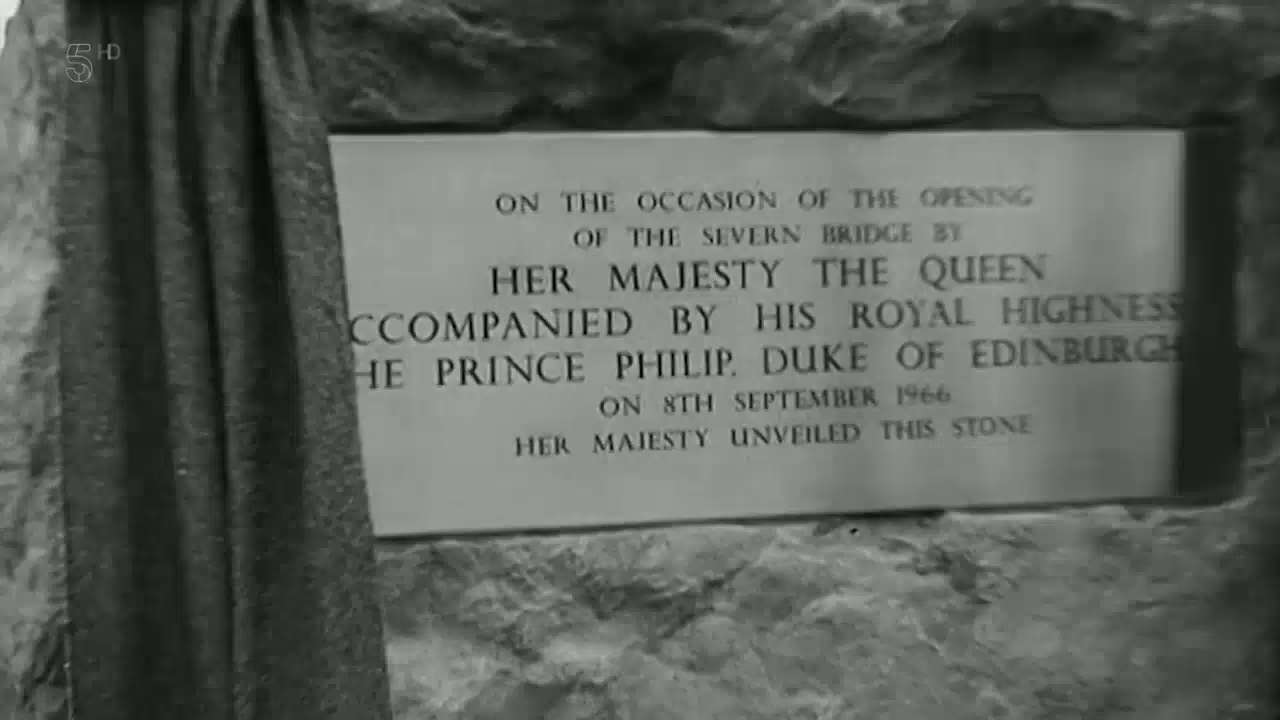 5 HD
ON THE OCCASION OF THE OPENING
OF THE SEVERN BRIDGE BY
HER MAJESTY THE QUEEN
CCOMPANIED BY HIS ROYAL HIGHNESS
HE PRINCE PHILIP, DUKE OF EDINBURGH
ON 8TH SEPTEMBER 1966
HER MAJESTY UNVEILED THIS STONE